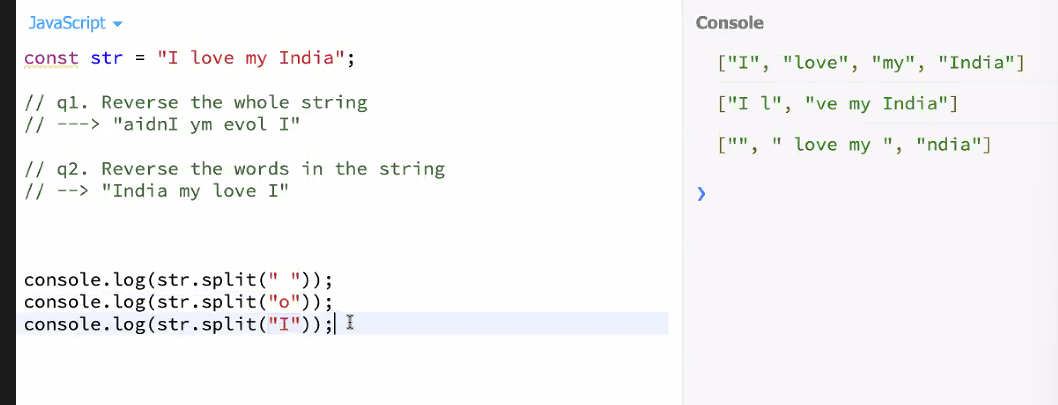 JavaScript
const str = "I love my India";
// q1. Reverse the whole string
// ---> "aidnI ym evol I"
// q2. Reverse the words in the string
// --> "India my love I"
console.log(str.split(" "));
console.log(str.split("o"));
console.log(str.split("I"));
Console
["I", "love", "my", "India"]
["I l", "ve my India"]
["", " love my ", "ndia"]